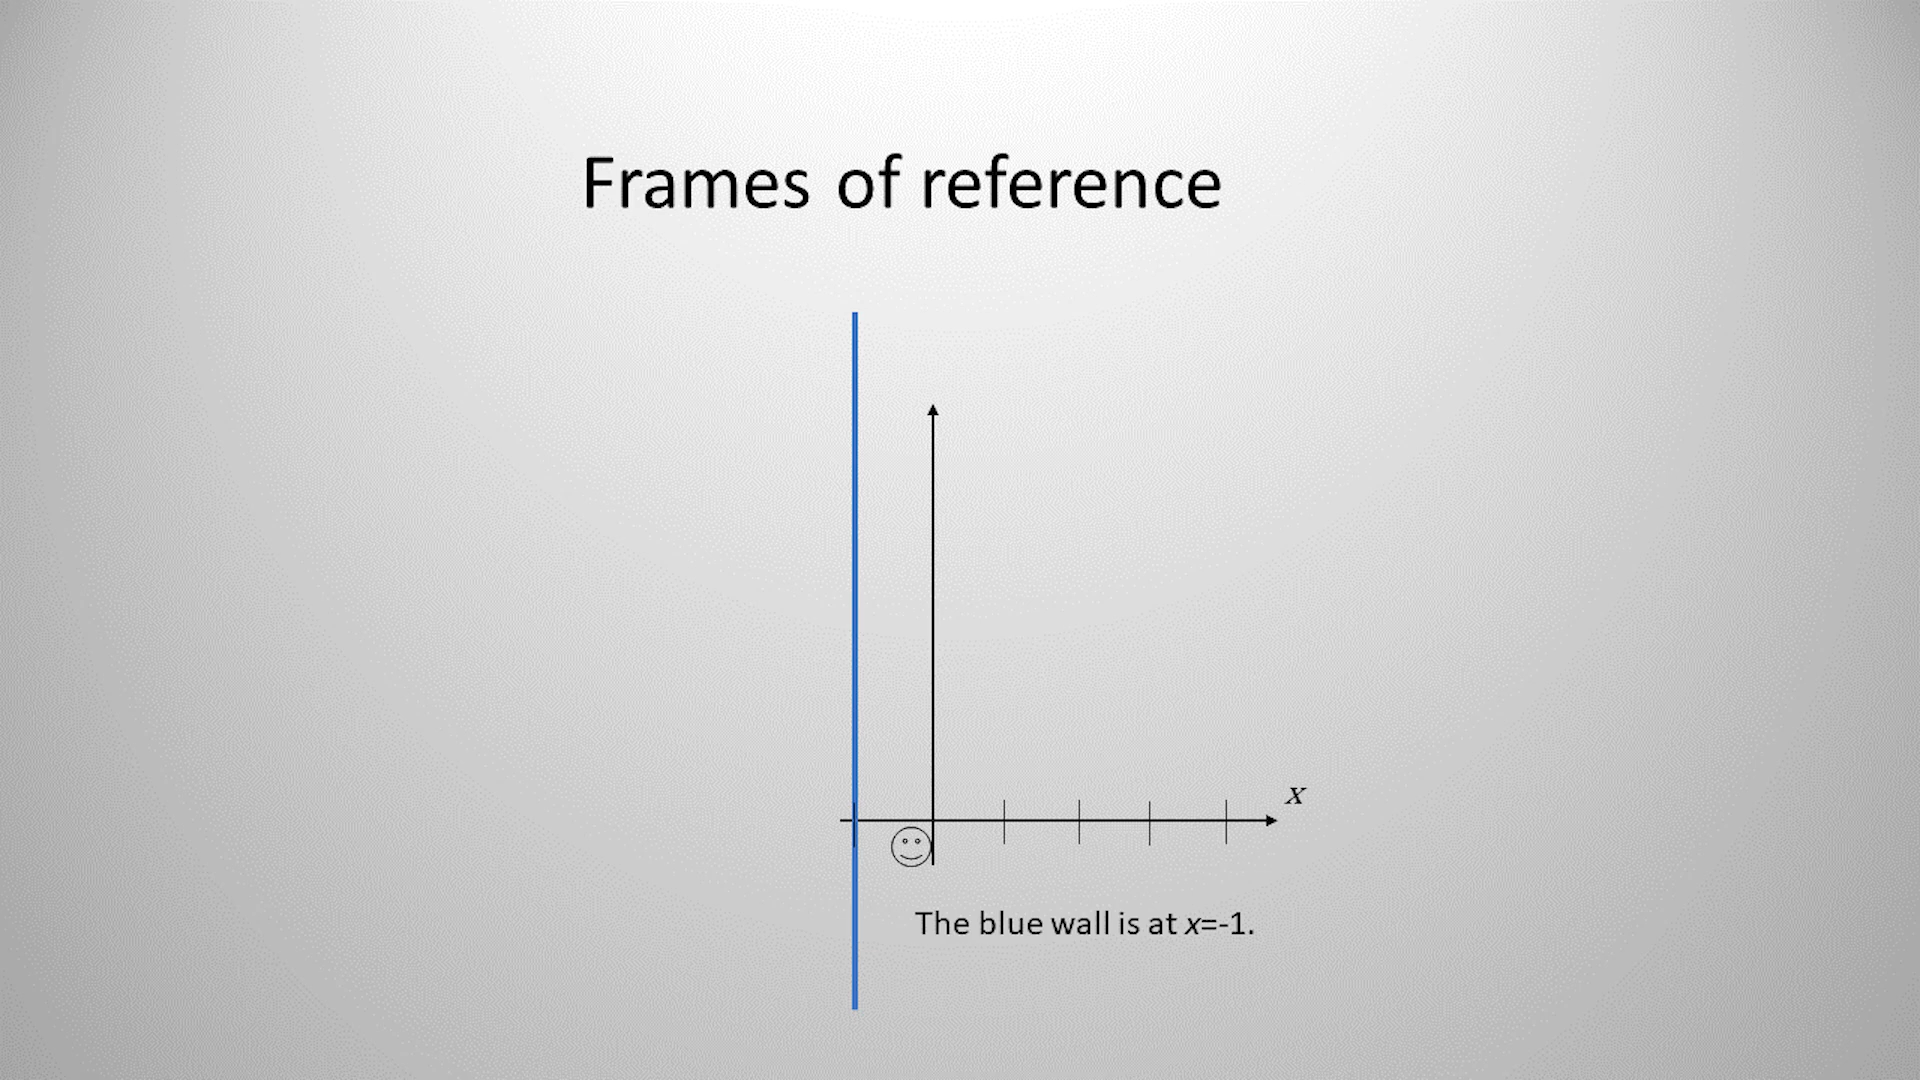 Frames of reference
x
The blue wall is at x=-1.